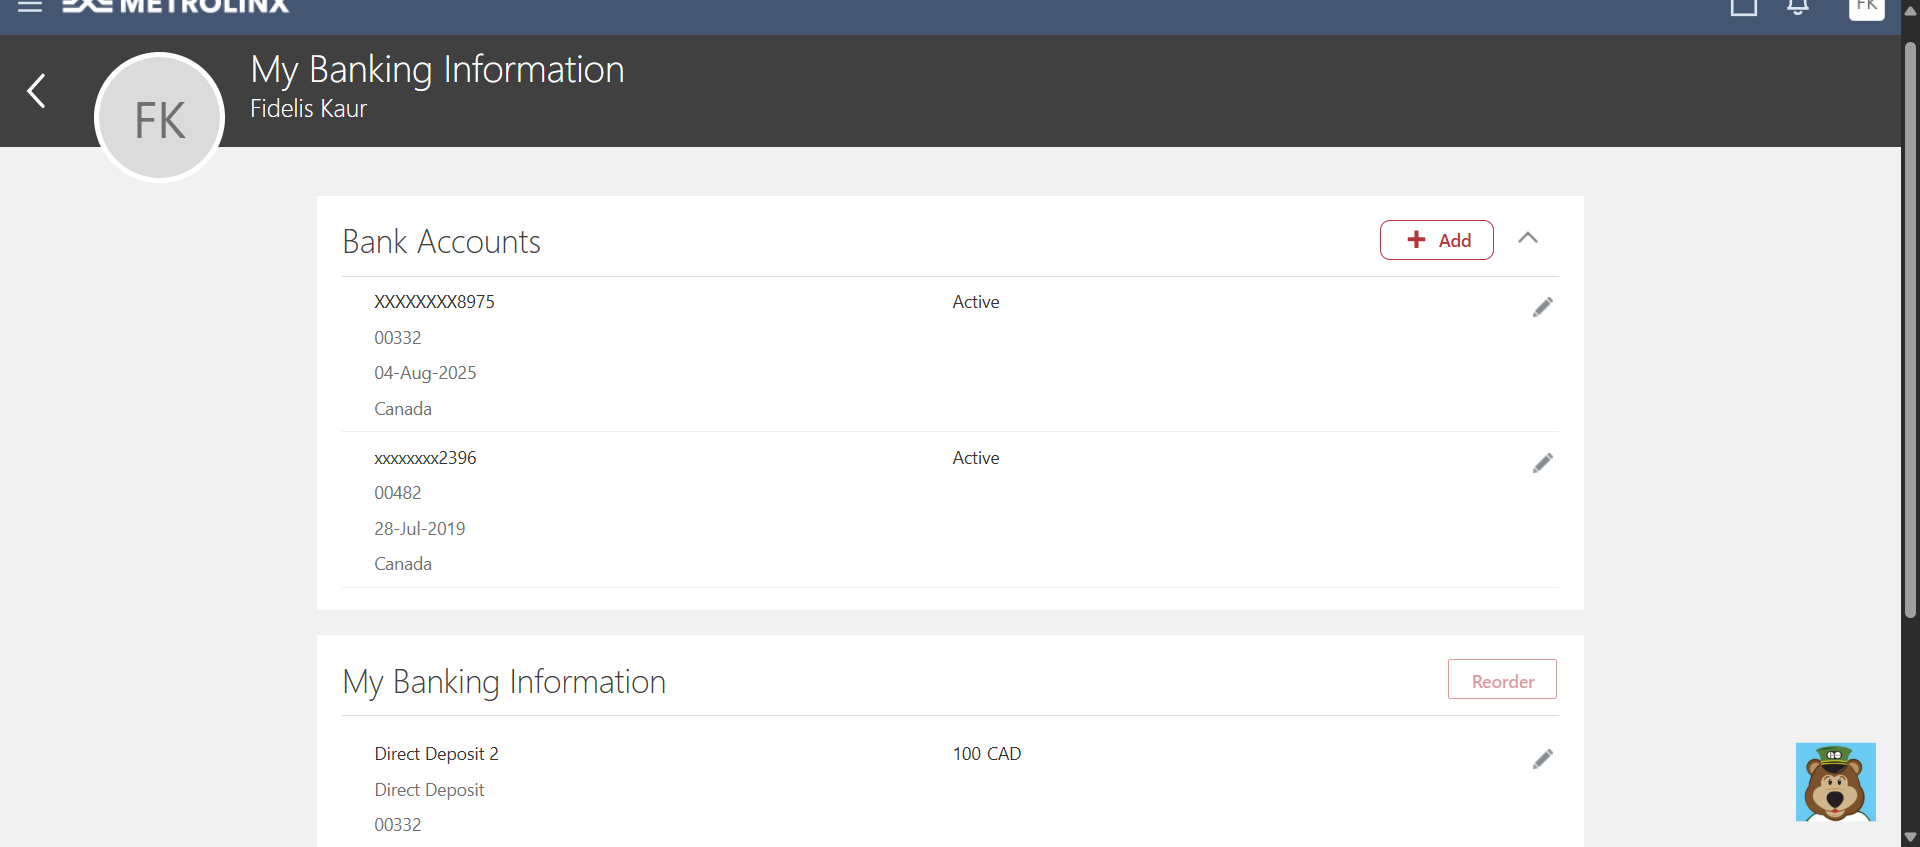 METROLINX
FK
My Banking Information
Fidelis Kaur
FK
Bank Accounts
Add
XXXXXXXX8975
Active
00332
04-Aug-2025
Canada
xxxxxxxx2396
Active
00482
28-Jul-2019
Canada
My Banking Information
Reorder
Direct Deposit 2
100 CAD
Direct Deposit
00332